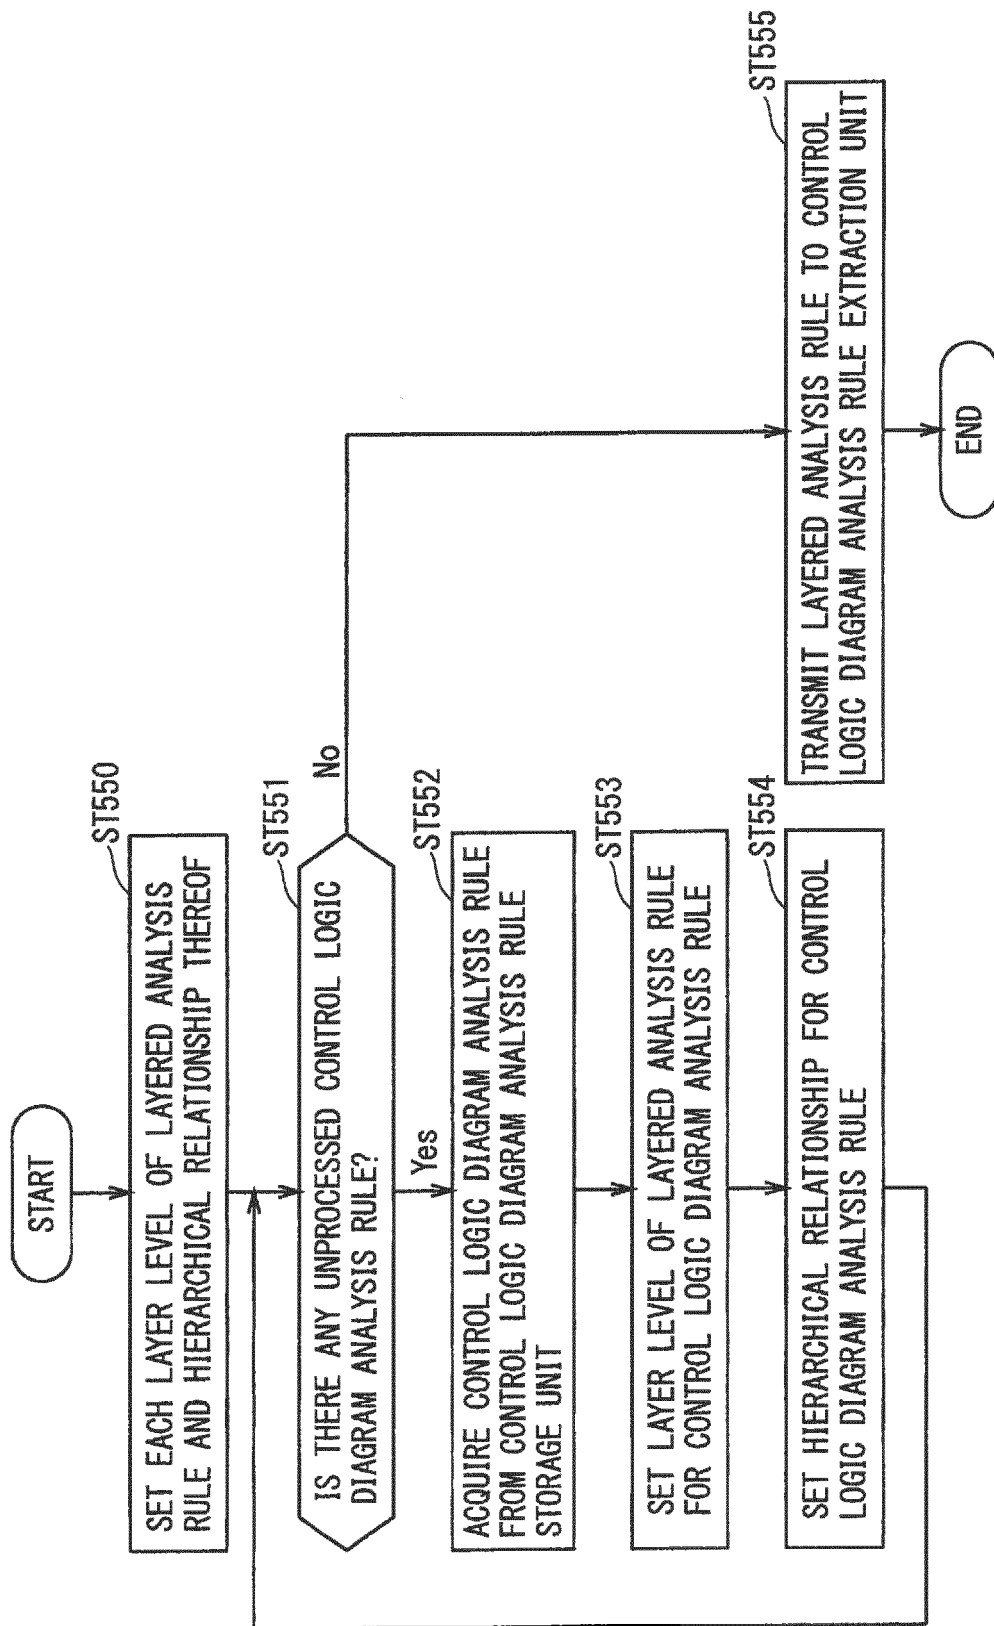 START
ST550
SET EACH LAYER LEVEL OF LAYERED ANALYSIS
RULE AND HIERARCHICAL RELATIONSHIP THEREOF
ST551
IS THERE ANY UNPROCESSED CONTROL LOGIC
DIAGRAM ANALYSIS RULE?
No
Yes
ST552
ACQUIRE CONTROL LOGIC DIAGRAM ANALYSIS RULE
FROM CONTROL LOGIC DIAGRAM ANALYSIS RULE
STORAGE UNIT
ST553
SET LAYER LEVEL OF LAYERED ANALYSIS RULE
FOR CONTROL LOGIC DIAGRAM ANALYSIS RULE
ST554
SET HIERARCHICAL RELATIONSHIP FOR CONTROL
LOGIC DIAGRAM ANALYSIS RULE
ST555
TRANSMIT LAYERED ANALYSIS RULE TO CONTROL
LOGIC DIAGRAM ANALYSIS RULE EXTRACTION UNIT
END